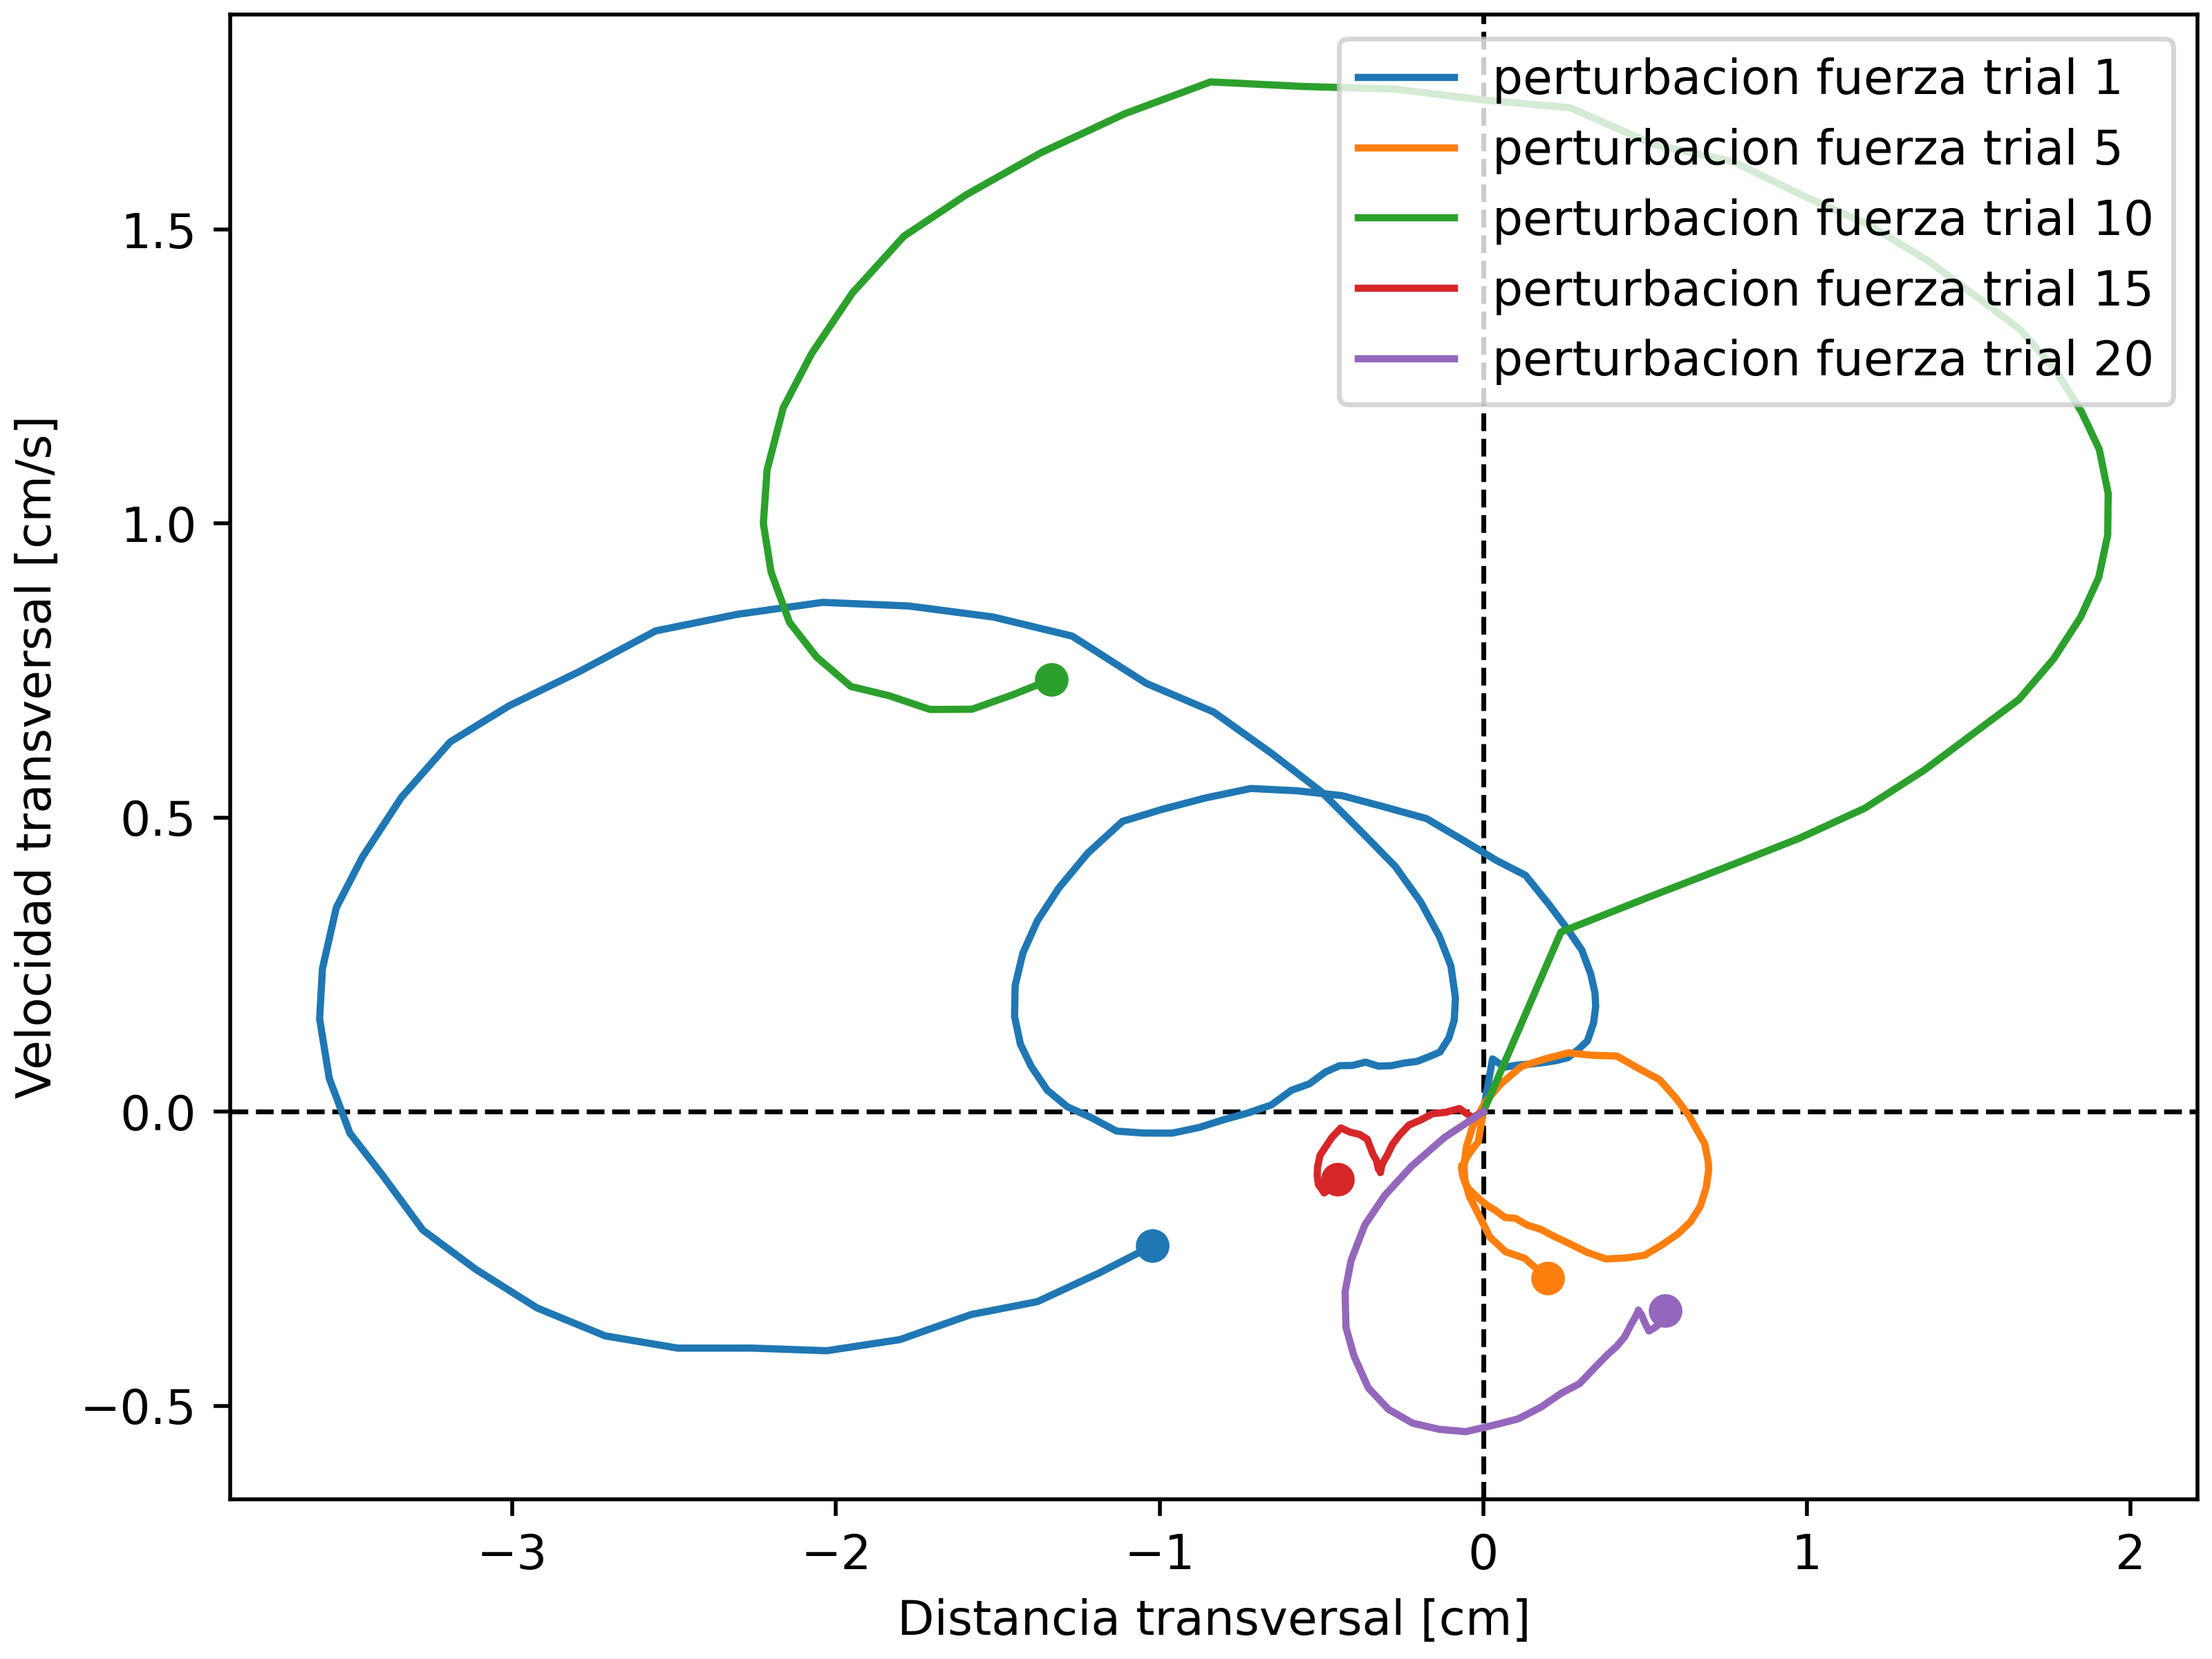 perturbacion fuerza trial 1
perturbacion fuerza trial 5
perturbacion fuerza trial 10
perturbacion fuerza trial 15
perturbacion fuerza trial 20
Velocidad transversal [cm/s]
1.5
1.0
0.5
0.0
−0.5
−3 −2 −1 0 1 2
Distancia transversal [cm]